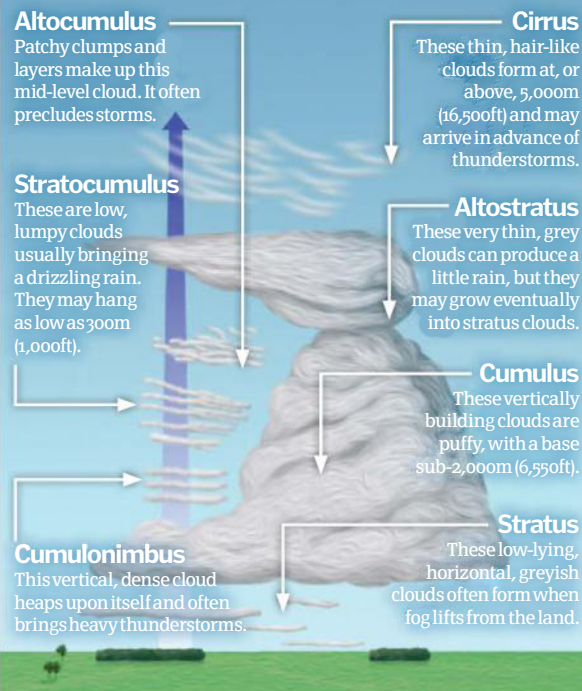 Altocumulus
Patchy clumps and
layers make up this
mid-level cloud. It often
precludes storms.
Stratocumulus
These are low,
lumpy clouds
usually bringing
a drizzling rain.
They may hang
as low as 300m
(1,000ft).
Cumulonimbus
This vertical, dense cloud
heaps upon itself and often
brings heavy thunderstorms.
Cirrus
These thin, hair-like
clouds form at, or
above, 5,000m
(16,500ft) and may
arrive in advance of
thunderstorms.
Altostratus
These very thin, grey
clouds can produce a
little rain, but they
may grow eventually
into stratus clouds.
Cumulus
These vertically
building clouds are
puffy, with a base
sub-2,000m (6,550ft).
Stratus
These low-lying,
horizontal, greyish
clouds often form when
fog lifts from the land.